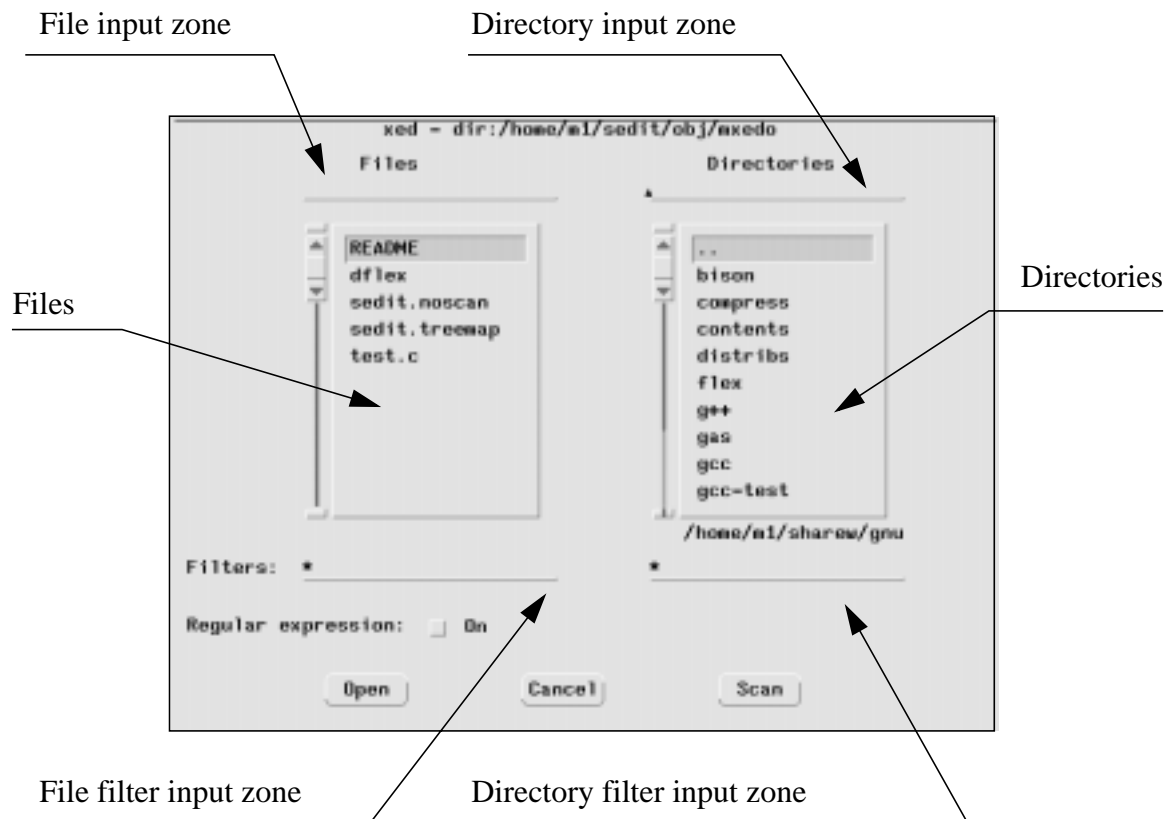 File input zone
Directory input zone
xed - dir:/home/m1/sedit/obj/mxedo
Files
Directories
README
dflex
sedit.noscan
sedit.treemap
test.c
..
bison
compress
contents
distribs
flex
g++
gas
gcc
gcc-test
/home/m1/sharew/gnu
Files
Directories
Filters: *
*
Regular expression: On
Open
Cancel
Scan
File filter input zone
Directory filter input zone